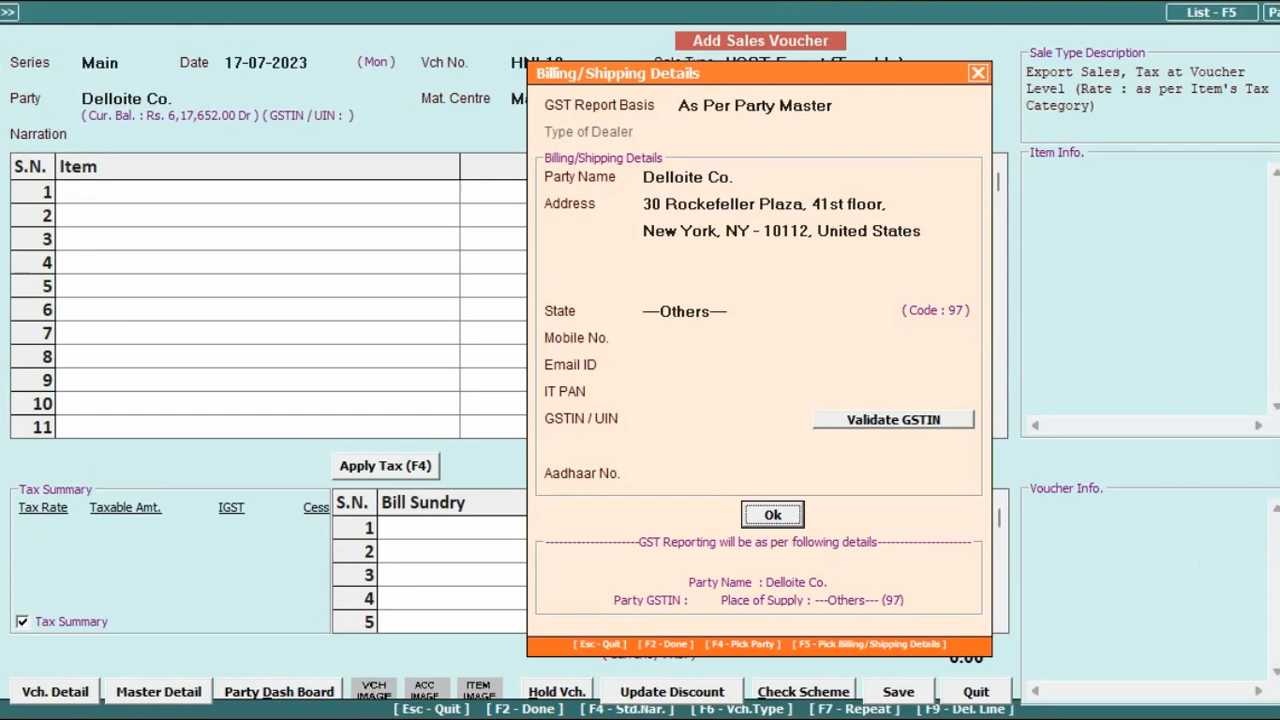 >>
List - F5
Add Sales Voucher
Series Main Date 17-07-2023 ( Mon ) Vch No.
Party Delloite Co. Mat. Centre
( Cur. Bal. : Rs. 6,17,652.00 Dr ) ( GSTIN / UIN : )
Narration
S.N. Item
1
2
3
4
5
6
7
8
9
10
11
Apply Tax (F4)
Tax Summary
Tax Rate Taxable Amt. IGST Cess
Tax Summary
S.N. Bill Sundry
1
2
3
4
5
Billing/Shipping Details
GST Report Basis As Per Party Master
Type of Dealer
Billing/Shipping Details
Party Name Delloite Co.
Address 30 Rockefeller Plaza, 41st floor,
New York, NY - 10112, United States
State —Others— ( Code : 97 )
Mobile No.
Email ID
IT PAN
GSTIN / UIN Validate GSTIN
Aadhaar No.
Ok
---------------------GST Reporting will be as per following details---------------------
Party Name : Delloite Co.
Party GSTIN : Place of Supply : ---Others--- (97)
[ Esc - Quit ] [ F2 - Done ] [ F4 - Pick Party ] [ F5 - Pick Billing/Shipping Details ]
Sale Type Description
Export Sales, Tax at Voucher
Level (Rate : as per Item's Tax
Category)
Item Info.
Voucher Info.
0.00
Vch. Detail Master Detail Party Dash Board VCH IMAGE ACC IMAGE ITEM IMAGE Hold Vch. Update Discount Check Scheme Save Quit
[ Esc - Quit ] [ F2 - Done ] [ F4 - Std.Nar. ] [ F6 - Vch.Type ] [ F7 - Repeat ] [ F9 - Del. Line ]